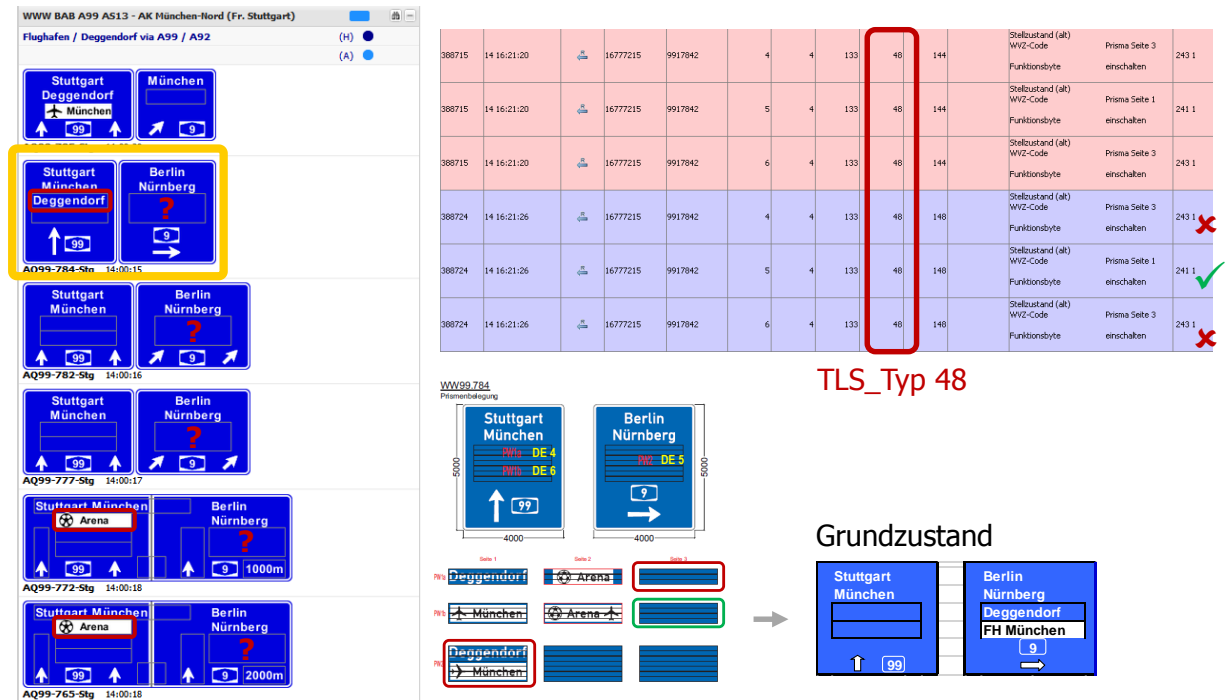 WWW BAB A99 AS13 - AK München-Nord (Fr. Stuttgart)
Flughafen / Deggendorf via A99 / A92 (H)
(A)
Stuttgart
Deggendorf
München
99
München
9
Stuttgart
München
Deggendorf
99
Berlin
Nürnberg
?
9
AQ99-784-Stg 14:00:15
Stuttgart
München
99
Berlin
Nürnberg
?
9
AQ99-782-Stg 14:00:16
Stuttgart
München
99
Berlin
Nürnberg
?
9
AQ99-777-Stg 14:00:17
Stuttgart München
Arena
99
Berlin
Nürnberg
?
9 1000m
AQ99-772-Stg 14:00:18
Stuttgart München
Arena
99
Berlin
Nürnberg
?
9 2000m
AQ99-765-Stg 14:00:18
388715 14 16:21:20 R 16777215 9917842 4 4 133 48 144 Stellzustand (alt)
WVZ-Code Prisma Seite 3 243 1
Funktionsbyte einschalten
388715 14 16:21:20 R 16777215 9917842 5 4 133 48 144 Stellzustand (alt)
WVZ-Code Prisma Seite 1 241 1
Funktionsbyte einschalten
388715 14 16:21:20 R 16777215 9917842 6 4 133 48 144 Stellzustand (alt)
WVZ-Code Prisma Seite 3 243 1
Funktionsbyte einschalten
388724 14 16:21:26 R 16777215 9917842 4 4 133 48 148 Stellzustand (alt)
WVZ-Code Prisma Seite 3 243 1
Funktionsbyte einschalten
388724 14 16:21:26 R 16777215 9917842 5 4 133 48 148 Stellzustand (alt)
WVZ-Code Prisma Seite 1 241 1
Funktionsbyte einschalten
388724 14 16:21:26 R 16777215 9917842 6 4 133 48 148 Stellzustand (alt)
WVZ-Code Prisma Seite 3 243 1
Funktionsbyte einschalten
TLS_Typ 48
WW99.784
Prismenbelegung
Stuttgart
München
PW1a DE 4
PW1b DE 6
99
5000
4000
Berlin
Nürnberg
PW2 DE 5
9
5000
4000
Seite 1 Seite 2 Seite 3
PW1a Deggendorf Arena
PW1b München Arena
PW2 Deggendorf
München
Grundzustand
Stuttgart
München
99
Berlin
Nürnberg
Deggendorf
FH München
9